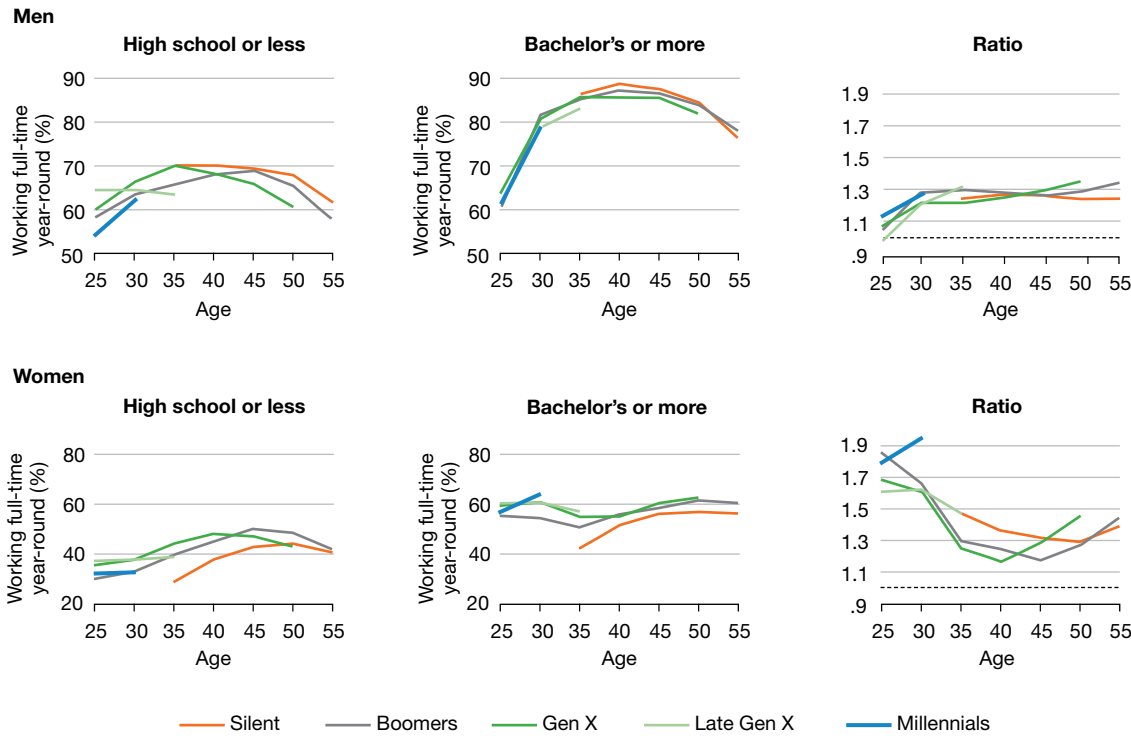 Men
High school or less
Bachelor's or more
Ratio
Working full-time
year-round (%)
90
80
70
60
50
25 30 35 40 45 50 55
Age
Working full-time
year-round (%)
90
80
70
60
50
25 30 35 40 45 50 55
Age
1.9
1.7
1.5
1.3
1.1
.9
25 30 35 40 45 50 55
Age
Women
High school or less
Bachelor's or more
Ratio
Working full-time
year-round (%)
80
60
40
20
25 30 35 40 45 50 55
Age
Working full-time
year-round (%)
80
60
40
20
25 30 35 40 45 50 55
Age
1.9
1.7
1.5
1.3
1.1
.9
25 30 35 40 45 50 55
Age
Silent Boomers Gen X Late Gen X Millennials